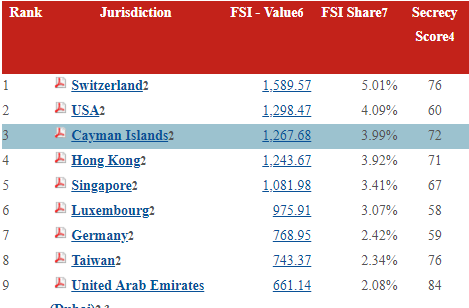 Rank Jurisdiction FSI - Value6 FSI Share7 Secrecy
Score4
1 Switzerland2 1,589.57 5.01% 76
2 USA2 1,298.47 4.09% 60
3 Cayman Islands2 1,267.68 3.99% 72
4 Hong Kong2 1,243.67 3.92% 71
5 Singapore2 1,081.98 3.41% 67
6 Luxembourg2 975.91 3.07% 58
7 Germany2 768.95 2.42% 59
8 Taiwan2 743.37 2.34% 76
9 United Arab Emirates 661.14 2.08% 84